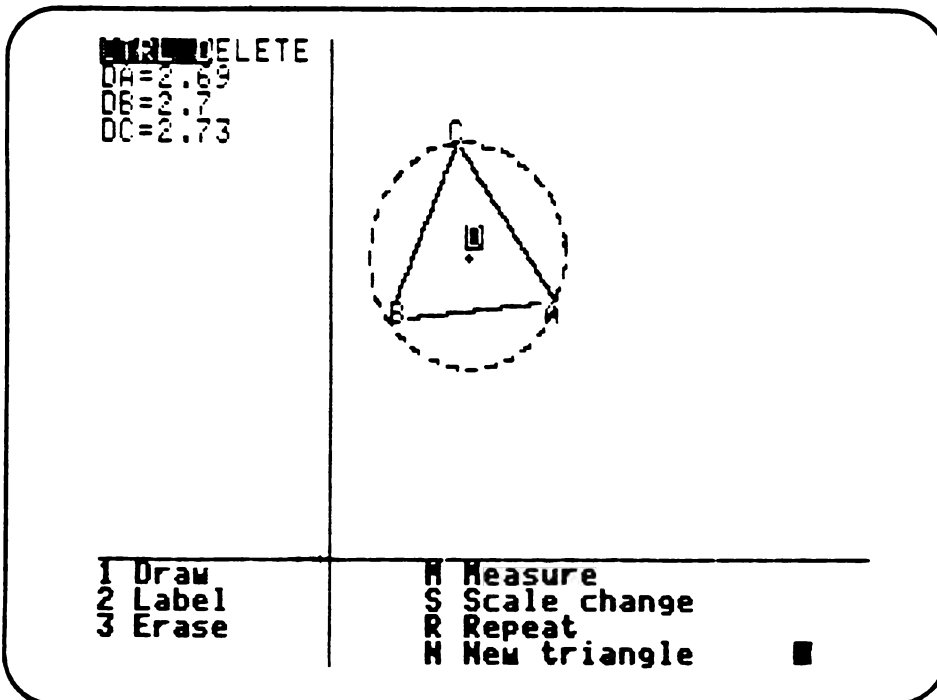 CTRL DELETE
DA=2.69
DB=2.7
DC=2.73
C
D
B
A
1 Draw
2 Label
3 Erase
M Measure
S Scale change
R Repeat
N New triangle